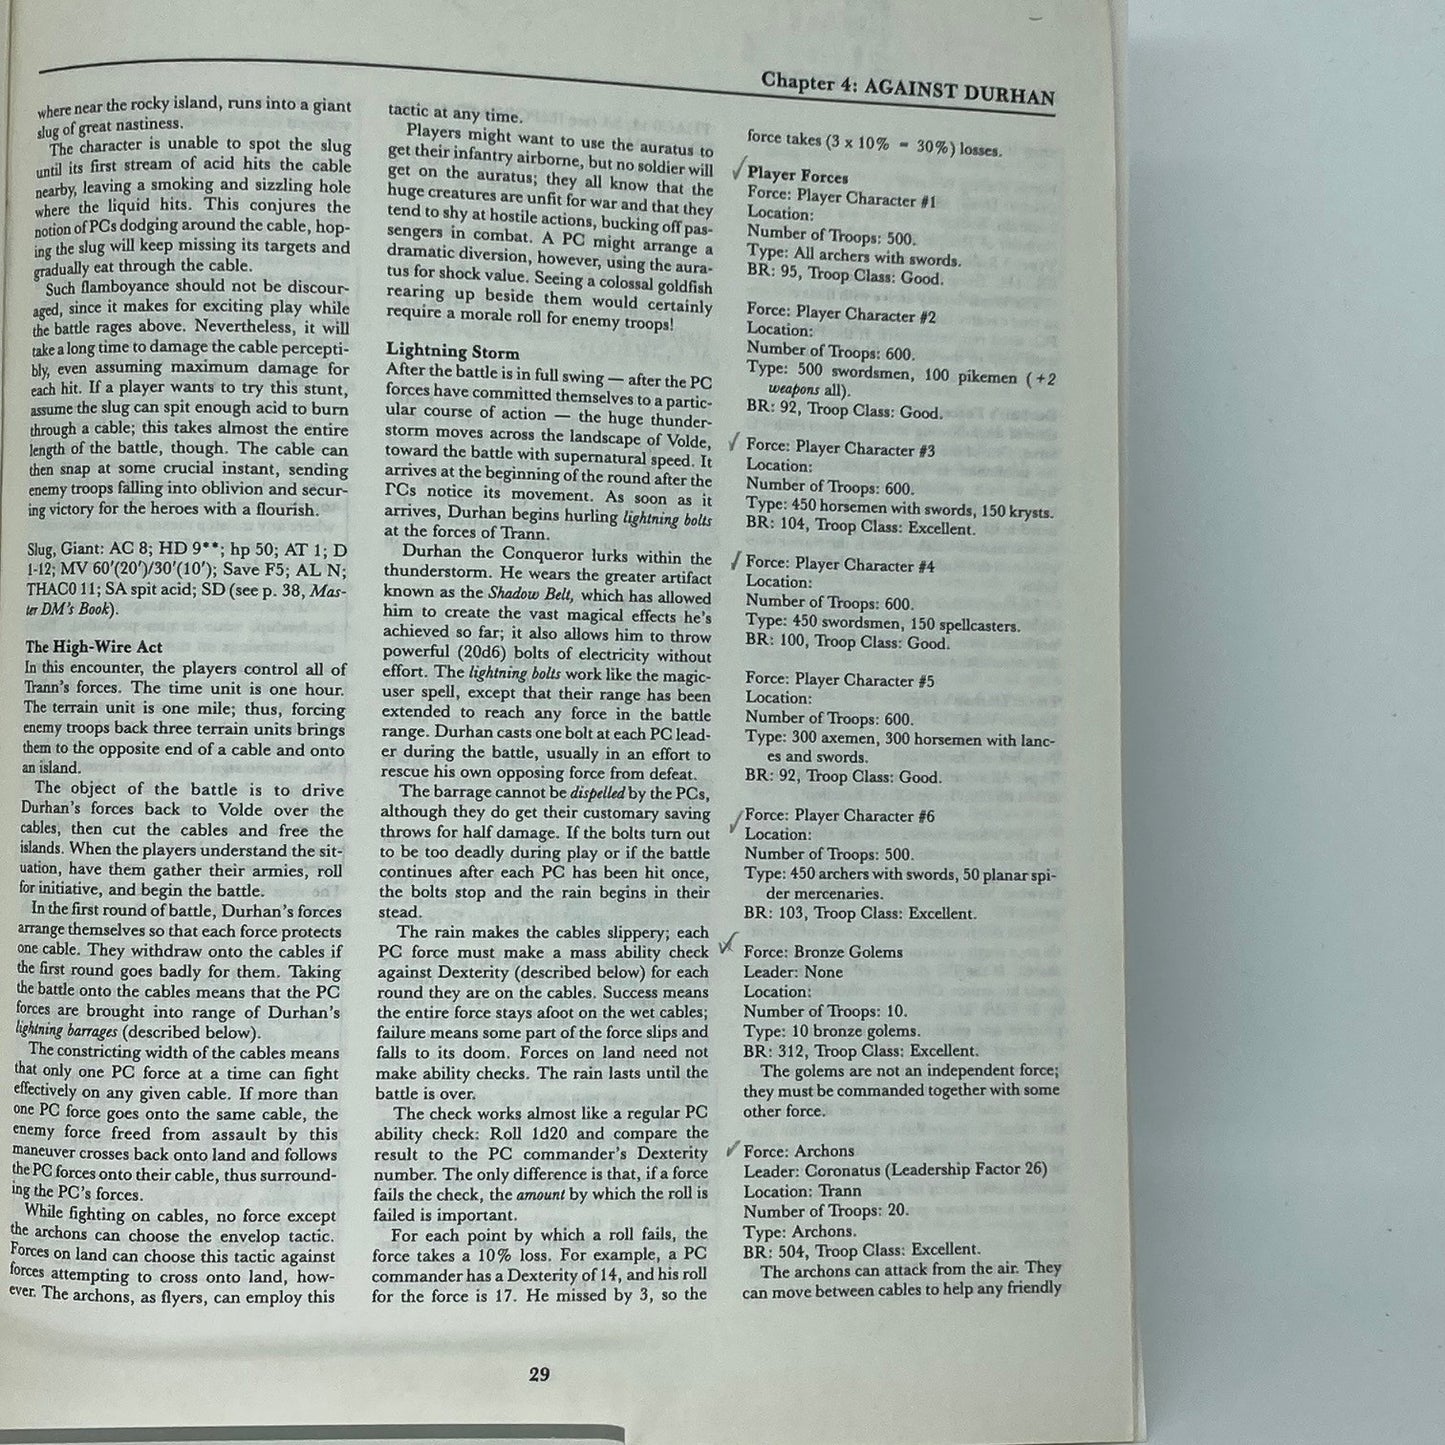 Chapter 4: AGAINST DURHAN
where near the rocky island, runs into a giant
slug of great nastiness.
The character is unable to spot the slug
until its first stream of acid hits the cable
nearby, leaving a smoking and sizzling hole
where the liquid hits. This conjures the
notion of PCs dodging around the cable, hop-
ing the slug will keep missing its targets and
gradually eat through the cable.
Such flamboyance should not be discour-
aged, since it makes for exciting play while
the battle rages above. Nevertheless, it will
take a long time to damage the cable percepti-
bly, even assuming maximum damage for
each hit. If a player wants to try this stunt,
assume the slug can spit enough acid to burn
through a cable; this takes almost the entire
length of the battle, though. The cable can
then snap at some crucial instant, sending
enemy troops falling into oblivion and secur-
ing victory for the heroes with a flourish.
Slug, Giant: AC 8; HD 9**; hp 50; AT 1; D
1-12; MV 60'(20')/30'(10'); Save F5; AL N;
THAC0 11; SA spit acid; SD (see p. 38, Mas-
ter DM's Book).
The High-Wire Act
In this encounter, the players control all of
Trann's forces. The time unit is one hour.
The terrain unit is one mile; thus, forcing
enemy troops back three terrain units brings
them to the opposite end of a cable and onto
an island.
The object of the battle is to drive
Durhan's forces back to Volde over the
cables, then cut the cables and free the
islands. When the players understand the sit-
uation, have them gather their armies, roll
for initiative, and begin the battle.
In the first round of battle, Durhan's forces
arrange themselves so that each force protects
one cable. They withdraw onto the cables if
the first round goes badly for them. Taking
the battle onto the cables means that the PC
forces are brought into range of Durhan's
lightning barrages (described below).
The constricting width of the cables means
that only one PC force at a time can fight
effectively on any given cable. If more than
one PC force goes onto the same cable, the
enemy force freed from assault by this
maneuver crosses back onto land and follows
the PC forces onto their cable, thus surround-
ing the PC's forces.
While fighting on cables, no force except
the archons can choose the envelop tactic.
Forces on land can choose this tactic against
forces attempting to cross onto land, how-
ever. The archons, as flyers, can employ this
tactic at any time.
Players might want to use the auratus to
get their infantry airborne, but no soldier will
get on the auratus; they all know that the
huge creatures are unfit for war and that they
tend to shy at hostile actions, bucking off pas-
sengers in combat. A PC might arrange a
dramatic diversion, however, using the aura-
tus for shock value. Seeing a colossal goldfish
rearing up beside them would certainly
require a morale roll for enemy troops!
Lightning Storm
After the battle is in full swing — after the PC
forces have committed themselves to a partic-
ular course of action — the huge thunder-
storm moves across the landscape of Volde,
toward the battle with supernatural speed. It
arrives at the beginning of the round after the
PCs notice its movement. As soon as it
arrives, Durhan begins hurling lightning bolts
at the forces of Trann.
Durhan the Conqueror lurks within the
thunderstorm. He wears the greater artifact
known as the Shadow Belt, which has allowed
him to create the vast magical effects he's
achieved so far; it also allows him to throw
powerful (20d6) bolts of electricity without
effort. The lightning bolts work like the magic-
user spell, except that their range has been
extended to reach any force in the battle
range. Durhan casts one bolt at each PC lead-
er during the battle, usually in an effort to
rescue his own opposing force from defeat.
The barrage cannot be dispelled by the PCs,
although they do get their customary saving
throws for half damage. If the bolts turn out
to be too deadly during play or if the battle
continues after each PC has been hit once,
the bolts stop and the rain begins in their
stead.
The rain makes the cables slippery; each
PC force must make a mass ability check
against Dexterity (described below) for each
round they are on the cables. Success means
the entire force stays afoot on the wet cables;
failure means some part of the force slips and
falls to its doom. Forces on land need not
make ability checks. The rain lasts until the
battle is over.
The check works almost like a regular PC
ability check: Roll 1d20 and compare the
result to the PC commander's Dexterity
number. The only difference is that, if a force
fails the check, the amount by which the roll is
failed is important.
For each point by which a roll fails, the
force takes a 10% loss. For example, a PC
commander has a Dexterity of 14, and his roll
for the force is 17. He missed by 3, so the
force takes (3 x 10% = 30%) losses.
Player Forces
Force: Player Character #1
Location:
Number of Troops: 500.
Type: All archers with swords.
BR: 95, Troop Class: Good.
Force: Player Character #2
Location:
Number of Troops: 600.
Type: 500 swordsmen, 100 pikemen (+2
weapons all).
BR: 92, Troop Class: Good.
Force: Player Character #3
Location:
Number of Troops: 600.
Type: 450 horsemen with swords, 150 krysts.
BR: 104, Troop Class: Excellent.
Force: Player Character #4
Location:
Number of Troops: 600.
Type: 450 swordsmen, 150 spellcasters.
BR: 100, Troop Class: Good.
Force: Player Character #5
Location:
Number of Troops: 600.
Type: 300 axemen, 300 horsemen with lanc-
es and swords.
BR: 92, Troop Class: Good.
Force: Player Character #6
Location:
Number of Troops: 500.
Type: 450 archers with swords, 50 planar spi-
der mercenaries.
BR: 103, Troop Class: Excellent.
Force: Bronze Golems
Leader: None
Location:
Number of Troops: 10.
Type: 10 bronze golems.
BR: 312, Troop Class: Excellent.
The golems are not an independent force;
they must be commanded together with some
other force.
Force: Archons
Leader: Coronatus (Leadership Factor 26)
Location: Trann
Number of Troops: 20.
Type: Archons.
BR: 504, Troop Class: Excellent.
The archons can attack from the air. They
can move between cables to help any friendly
29